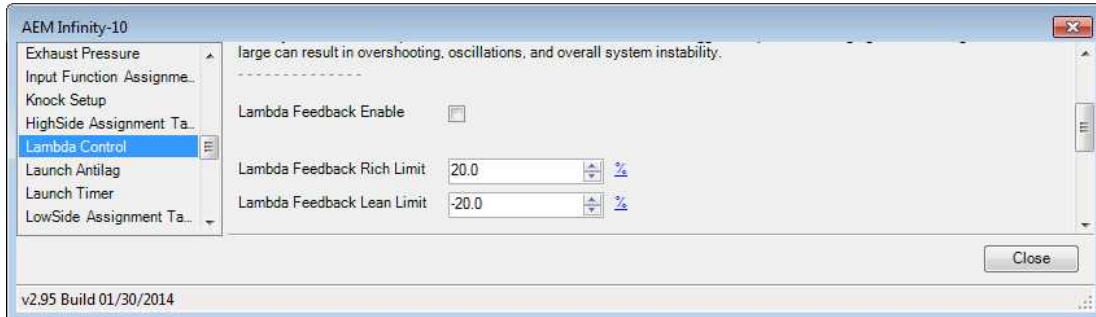 AEM Infinity-10
Exhaust Pressure
Input Function Assignme...
Knock Setup
HighSide Assignment Ta...
Lambda Control
Launch Antilag
Launch Timer
LowSide Assignment Ta...
large can result in overshooting, oscillations, and overall system instability.
- - - - - - - - - - - - - -
Lambda Feedback Enable
Lambda Feedback Rich Limit 20.0 %
Lambda Feedback Lean Limit -20.0 %
Close
v2.95 Build 01/30/2014